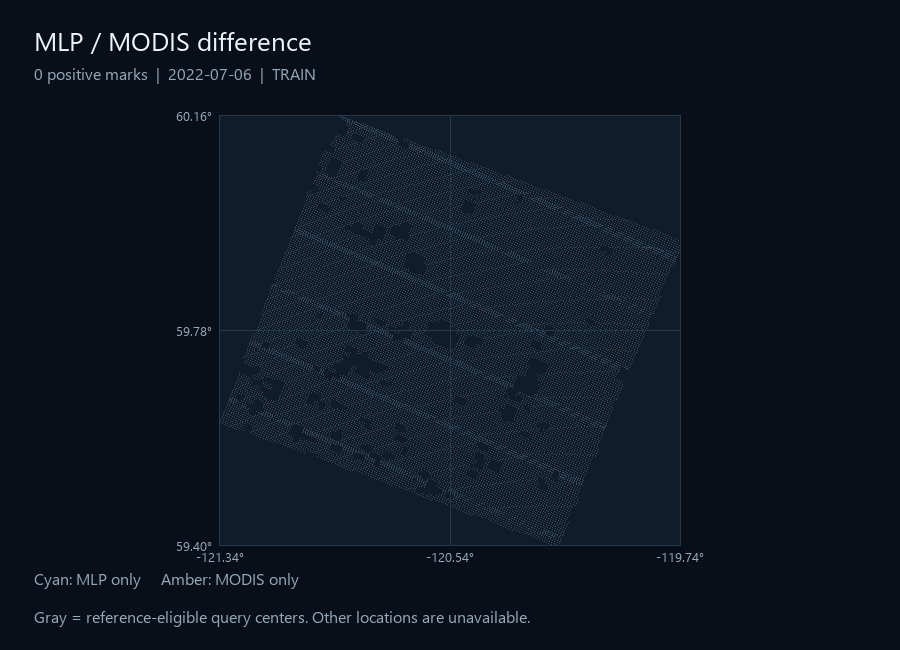 MLP / MODIS difference
0 positive marks | 2022-07-06 | TRAIN
60.16°
59.78°
59.40°
-121.34°
-120.54°
-119.74°
Cyan: MLP only
Amber: MODIS only
Gray = reference-eligible query centers. Other locations are unavailable.